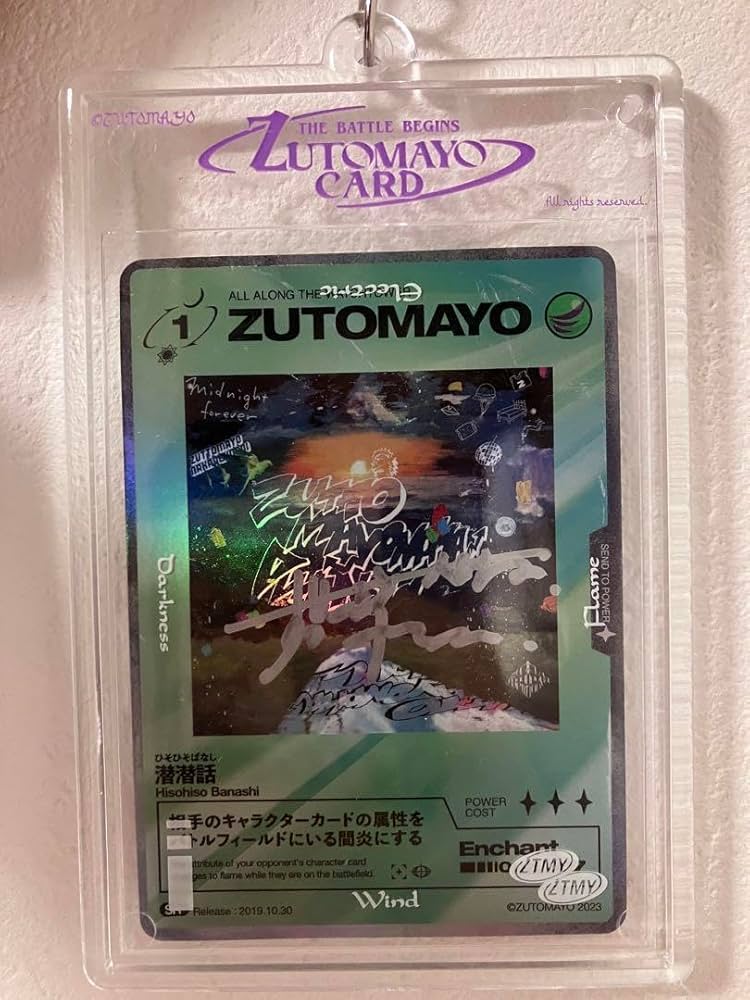 ©ZUTOMAYO
THE BATTLE BEGINS
ZUTOMAYO
CARD
All rights reserved.
ALL ALONG THE
Electric
1
ZUTOMAYO
Midnight
forever
ZUTTOMAYO
ZUTTO
MAYONAKA
Darkness
Flame
SEND TO POWER
ひそひそばなし
潜潜話
Hisohiso Banashi
POWER
COST
手のキャラクターカードの属性を
トルフィールドにいる間炎にする
Enchant
attribute of your opponent's character card
to flame while they are on the battlefield.
ZTMY
ZTMY
Release : 2019.10.30
Wind
©ZUTOMAYO 2023